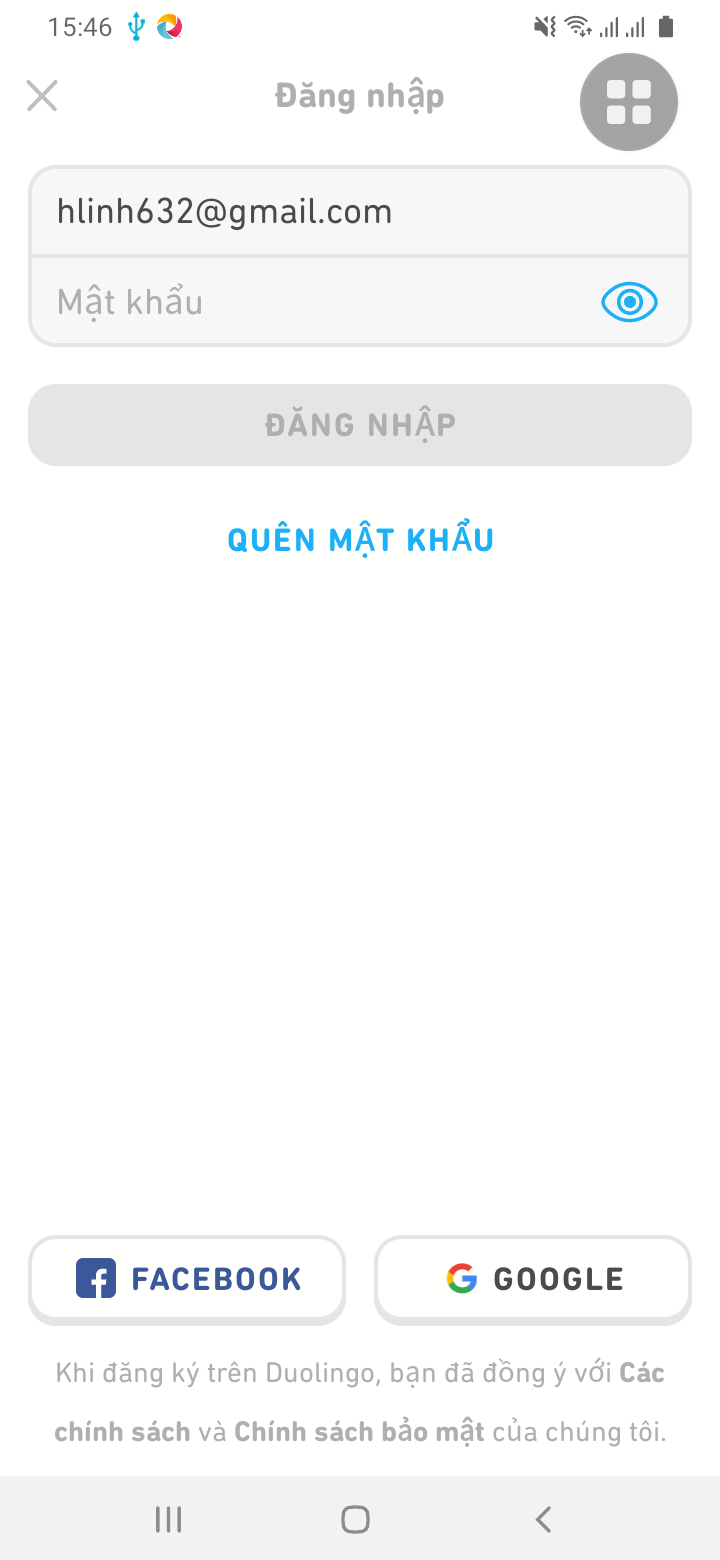 15:46
Đăng nhập
hlinh632@gmail.com
Mật khẩu
ĐĂNG NHẬP
QUÊN MẬT KHẨU
FACEBOOK
GOOGLE
Khi đăng ký trên Duolingo, bạn đã đồng ý với Các
chính sách và Chính sách bảo mật của chúng tôi.